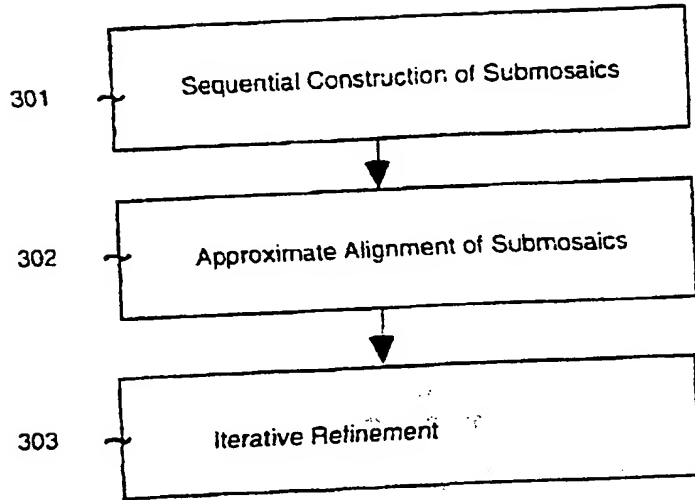 301 Sequential Construction of Submosaics
302 Approximate Alignment of Submosaics
303 Iterative Refinement